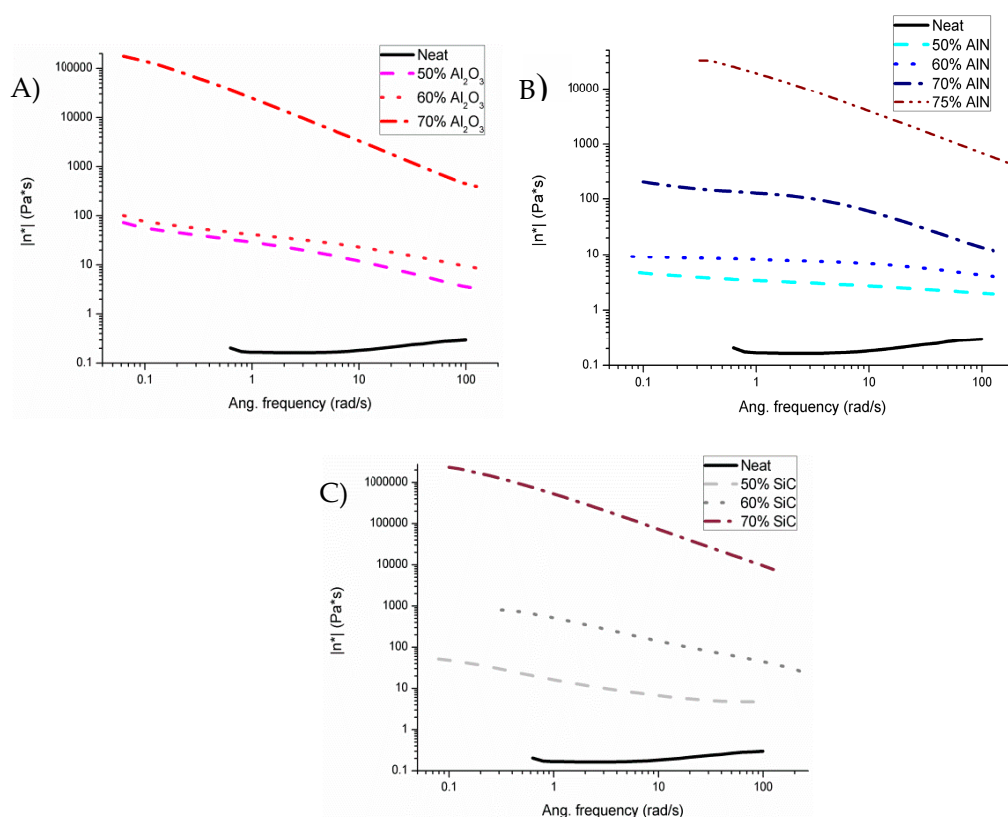 A)
Neat
50% Al₂O₃
60% Al₂O₃
70% Al₂O₃
100000
10000
1000
100
10
1
0.1
|n*| (Pa*s)
0.1 1 10 100
Ang. frequency (rad/s)
B)
Neat
50% AlN
60% AlN
70% AlN
75% AlN
10000
1000
100
10
1
0.1
|n*| (Pa*s)
0.1 1 10 100
Ang. frequency (rad/s)
C)
Neat
50% SiC
60% SiC
70% SiC
1000000
100000
10000
1000
100
10
1
0.1
|n*| (Pa*s)
0.1 1 10 100
Ang. frequency (rad/s)